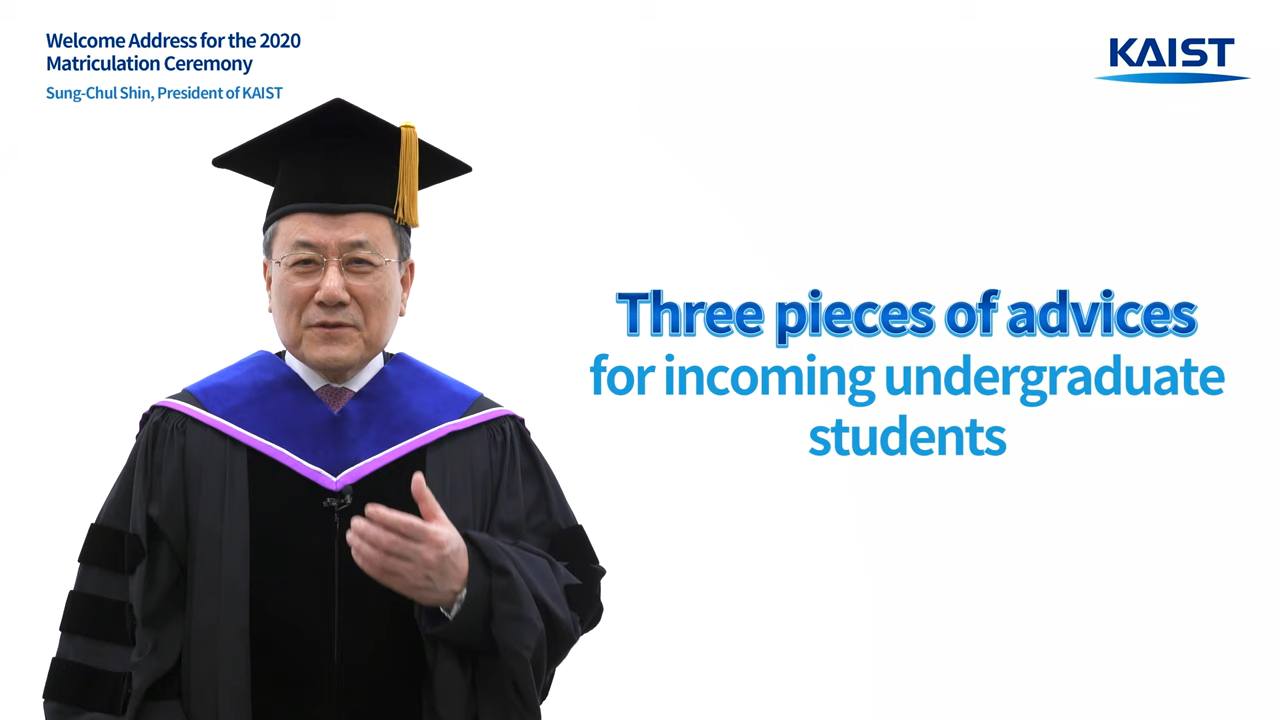 Welcome Address for the 2020
Matriculation Ceremony
Sung-Chul Shin, President of KAIST
KAIST
Three pieces of advices
for incoming undergraduate
students